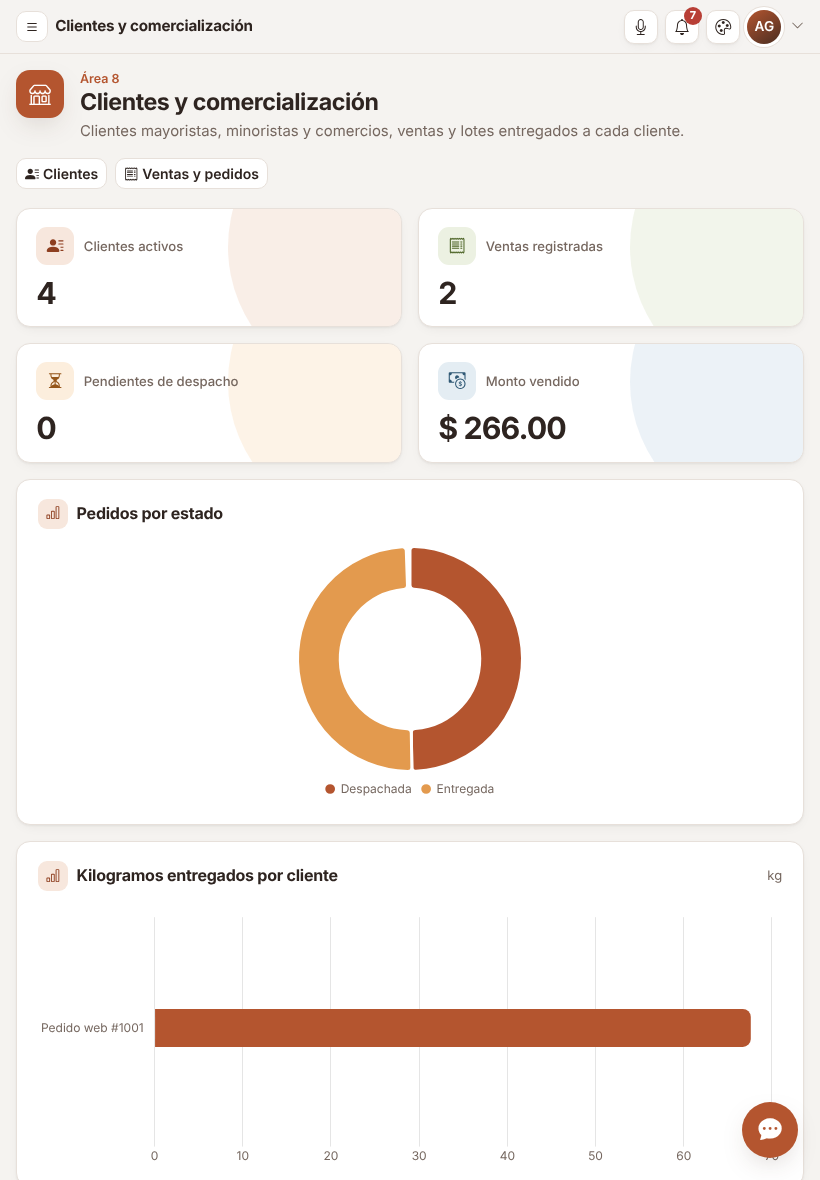 Clientes y comercialización
7
AG
Área 8
Clientes y comercialización
Clientes mayoristas, minoristas y comercios, ventas y lotes entregados a cada cliente.
Clientes
Ventas y pedidos
Clientes activos
4
Ventas registradas
2
Pendientes de despacho
0
Monto vendido
$ 266.00
Pedidos por estado
Despachada
Entregada
Kilogramos entregados por cliente
kg
Pedido web #1001
0 10 20 30 40 50 60